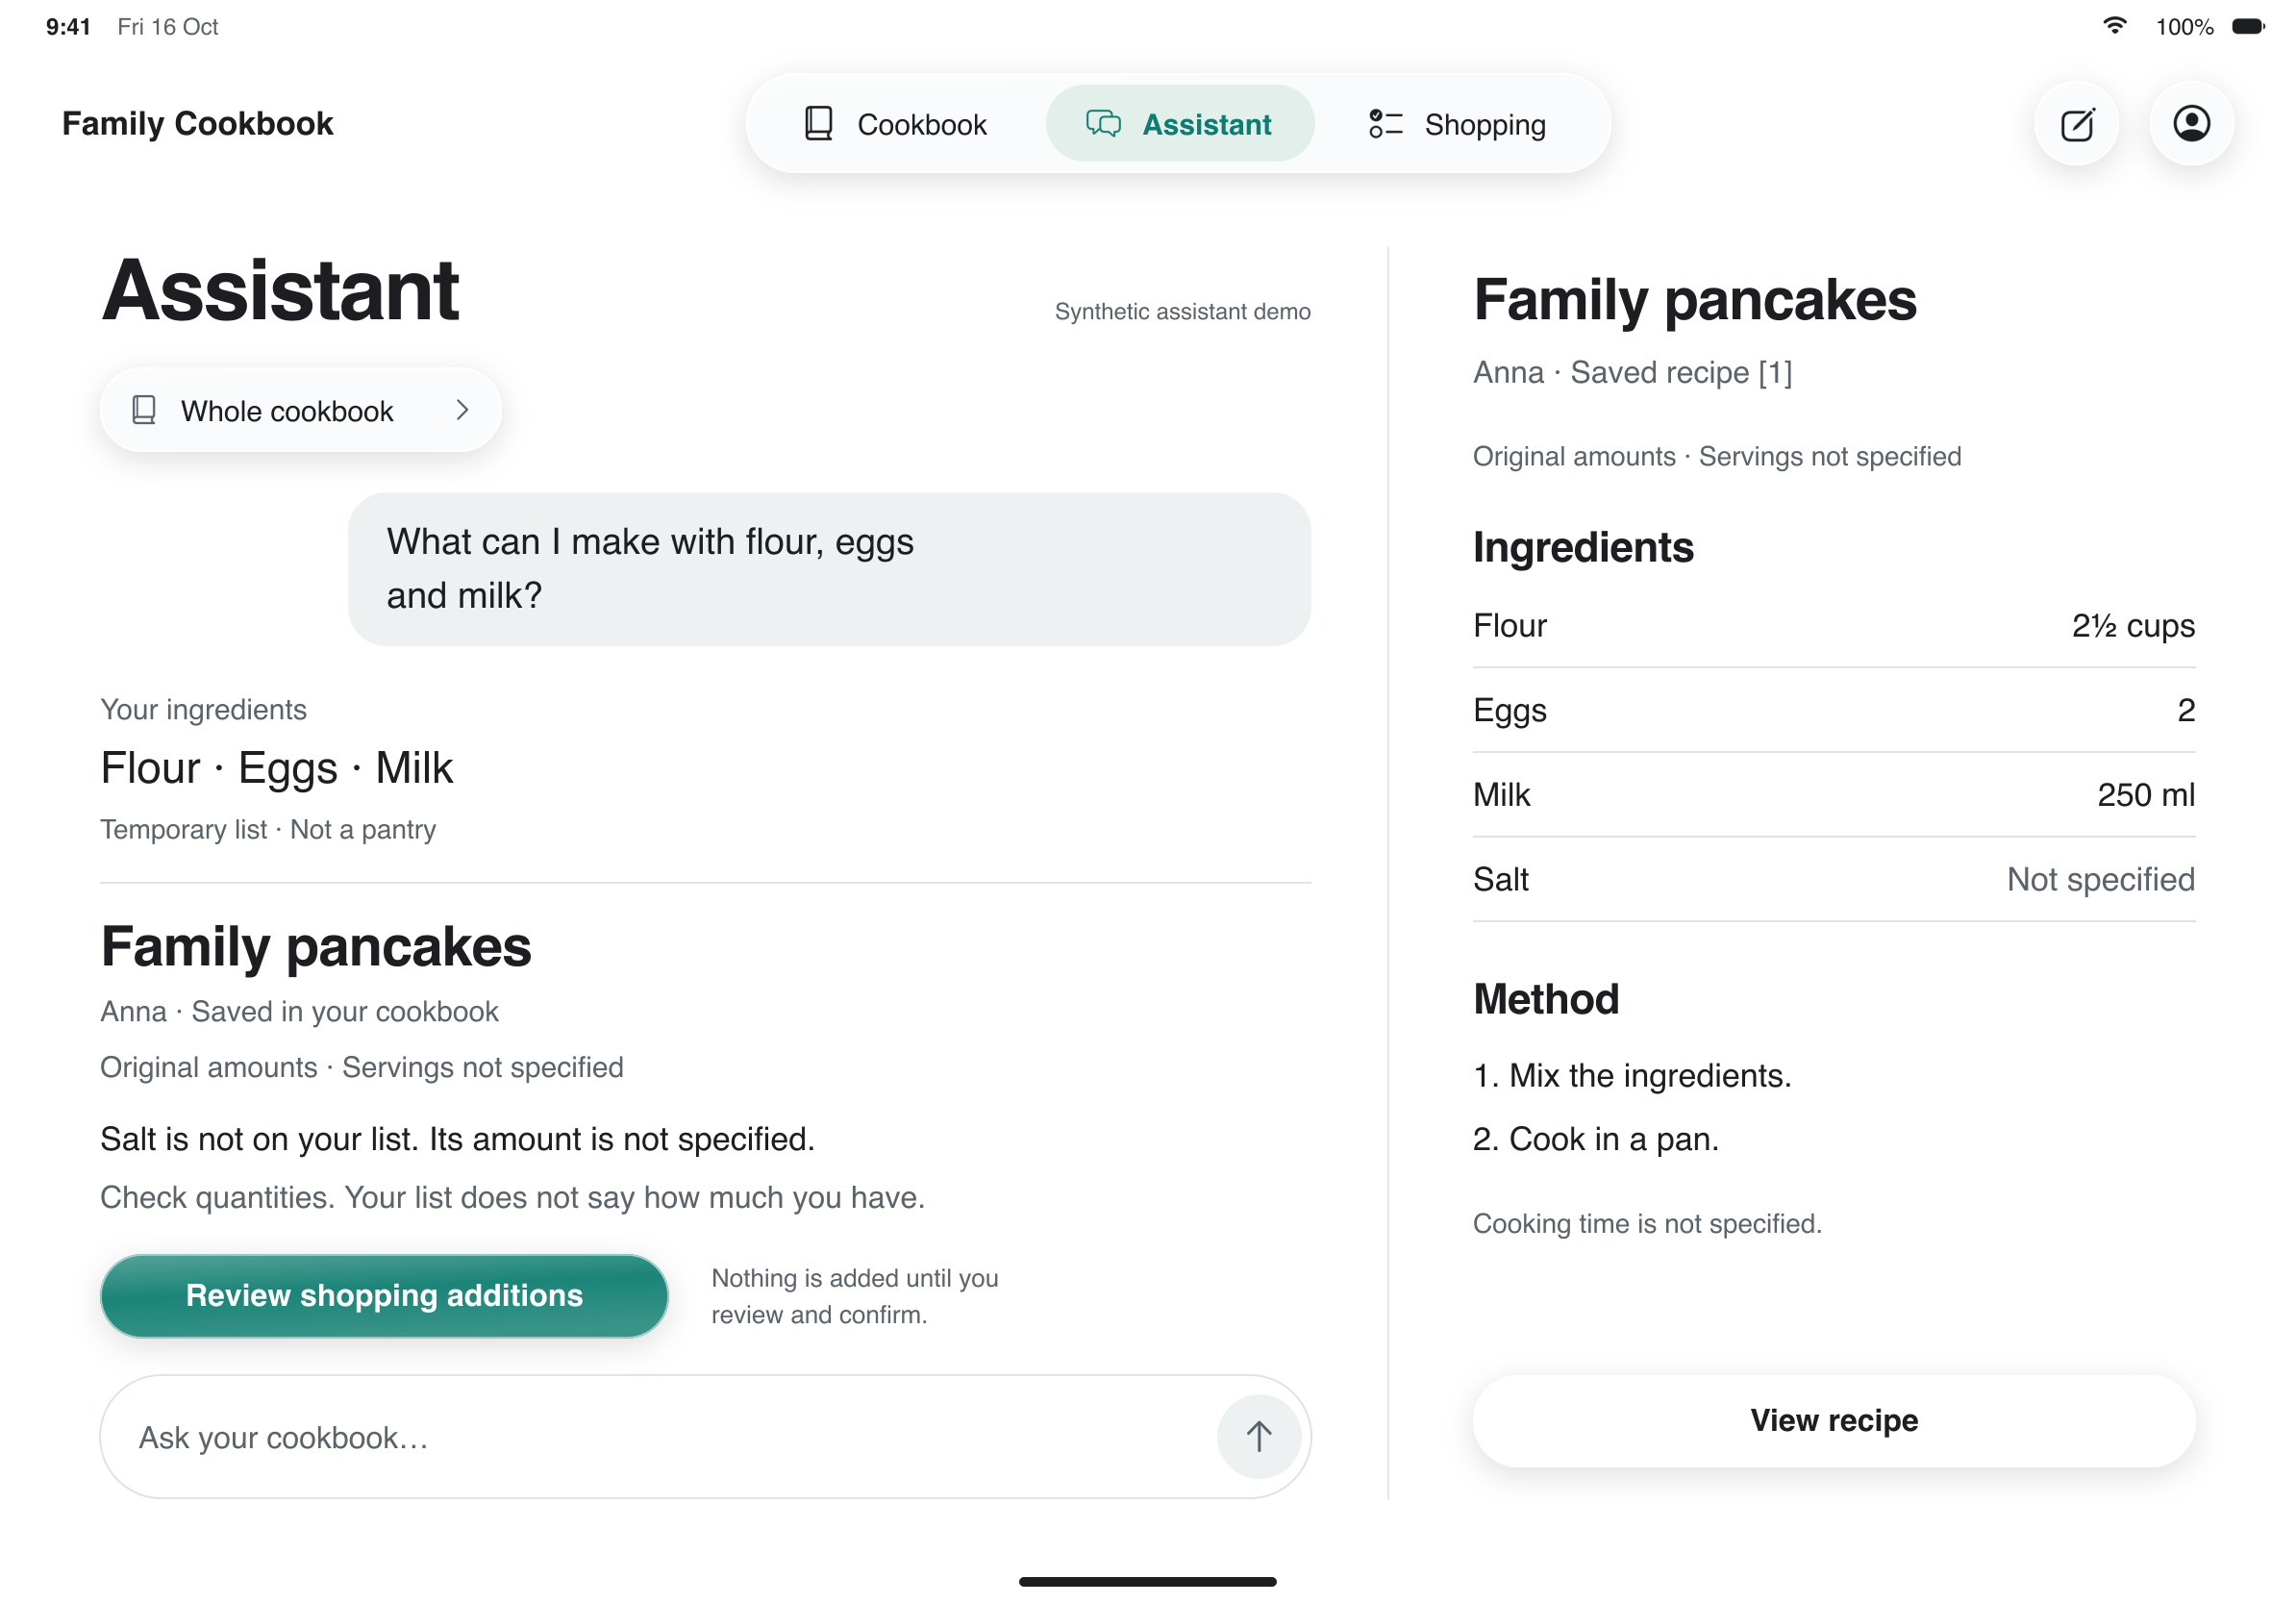 9:41 Fri 16 Oct 100%
Family Cookbook
Cookbook
Assistant
Shopping
Assistant
Synthetic assistant demo
Whole cookbook
What can I make with flour, eggs
and milk?
Your ingredients
Flour · Eggs · Milk
Temporary list · Not a pantry
Family pancakes
Anna · Saved in your cookbook
Original amounts · Servings not specified
Salt is not on your list. Its amount is not specified.
Check quantities. Your list does not say how much you have.
Review shopping additions
Nothing is added until you
review and confirm.
Ask your cookbook…
Family pancakes
Anna · Saved recipe [1]
Original amounts · Servings not specified
Ingredients
Flour 2½ cups
Eggs 2
Milk 250 ml
Salt Not specified
Method
1. Mix the ingredients.
2. Cook in a pan.
Cooking time is not specified.
View recipe